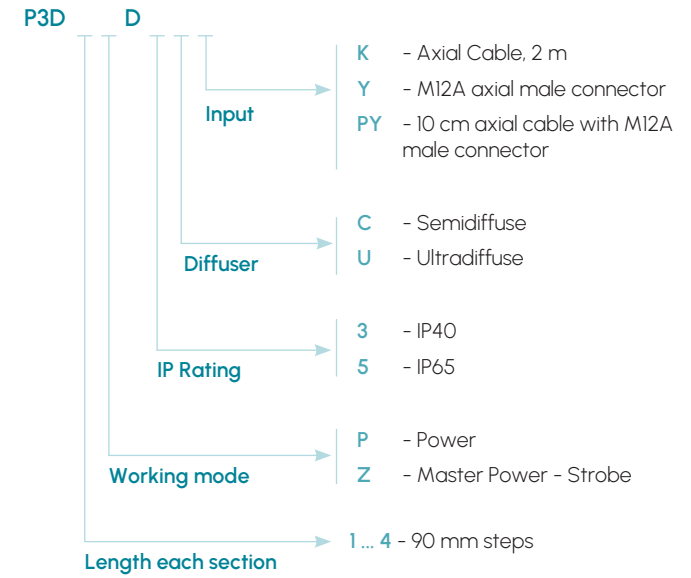 P3D D
K - Axial Cable, 2 m
Y - M12A axial male connector
Input
PY - 10 cm axial cable with M12A
male connector
C - Semidiffuse
U - Ultradiffuse
Diffuser
3 - IP40
5 - IP65
IP Rating
P - Power
Z - Master Power - Strobe
Working mode
1 ... 4 - 90 mm steps
Length each section